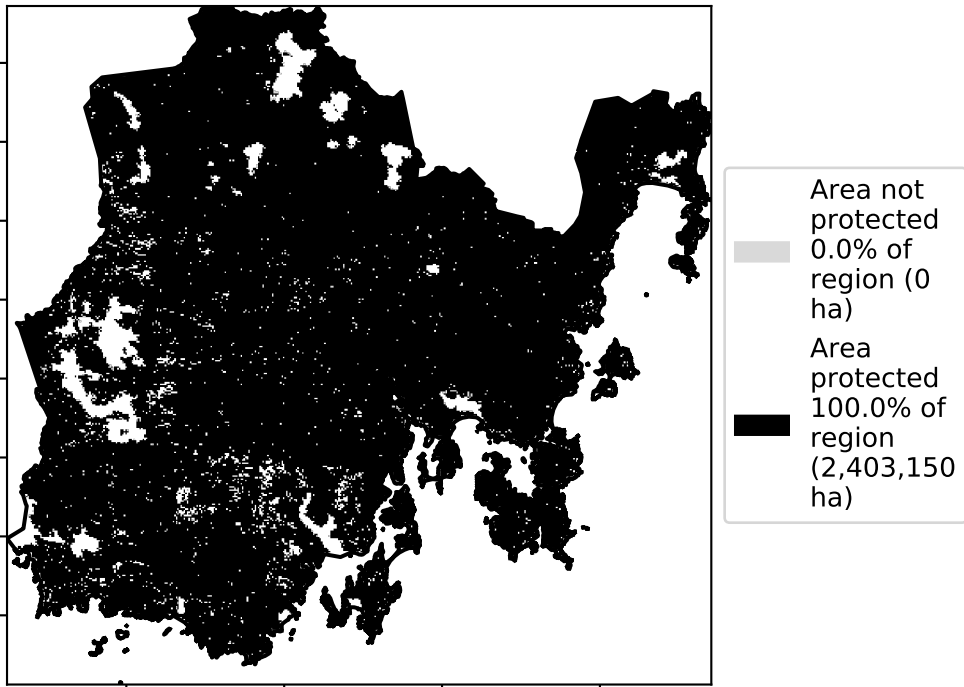 Area not
protected
0.0% of
region (0
ha)
Area
protected
100.0% of
region
(2,403,150
ha)